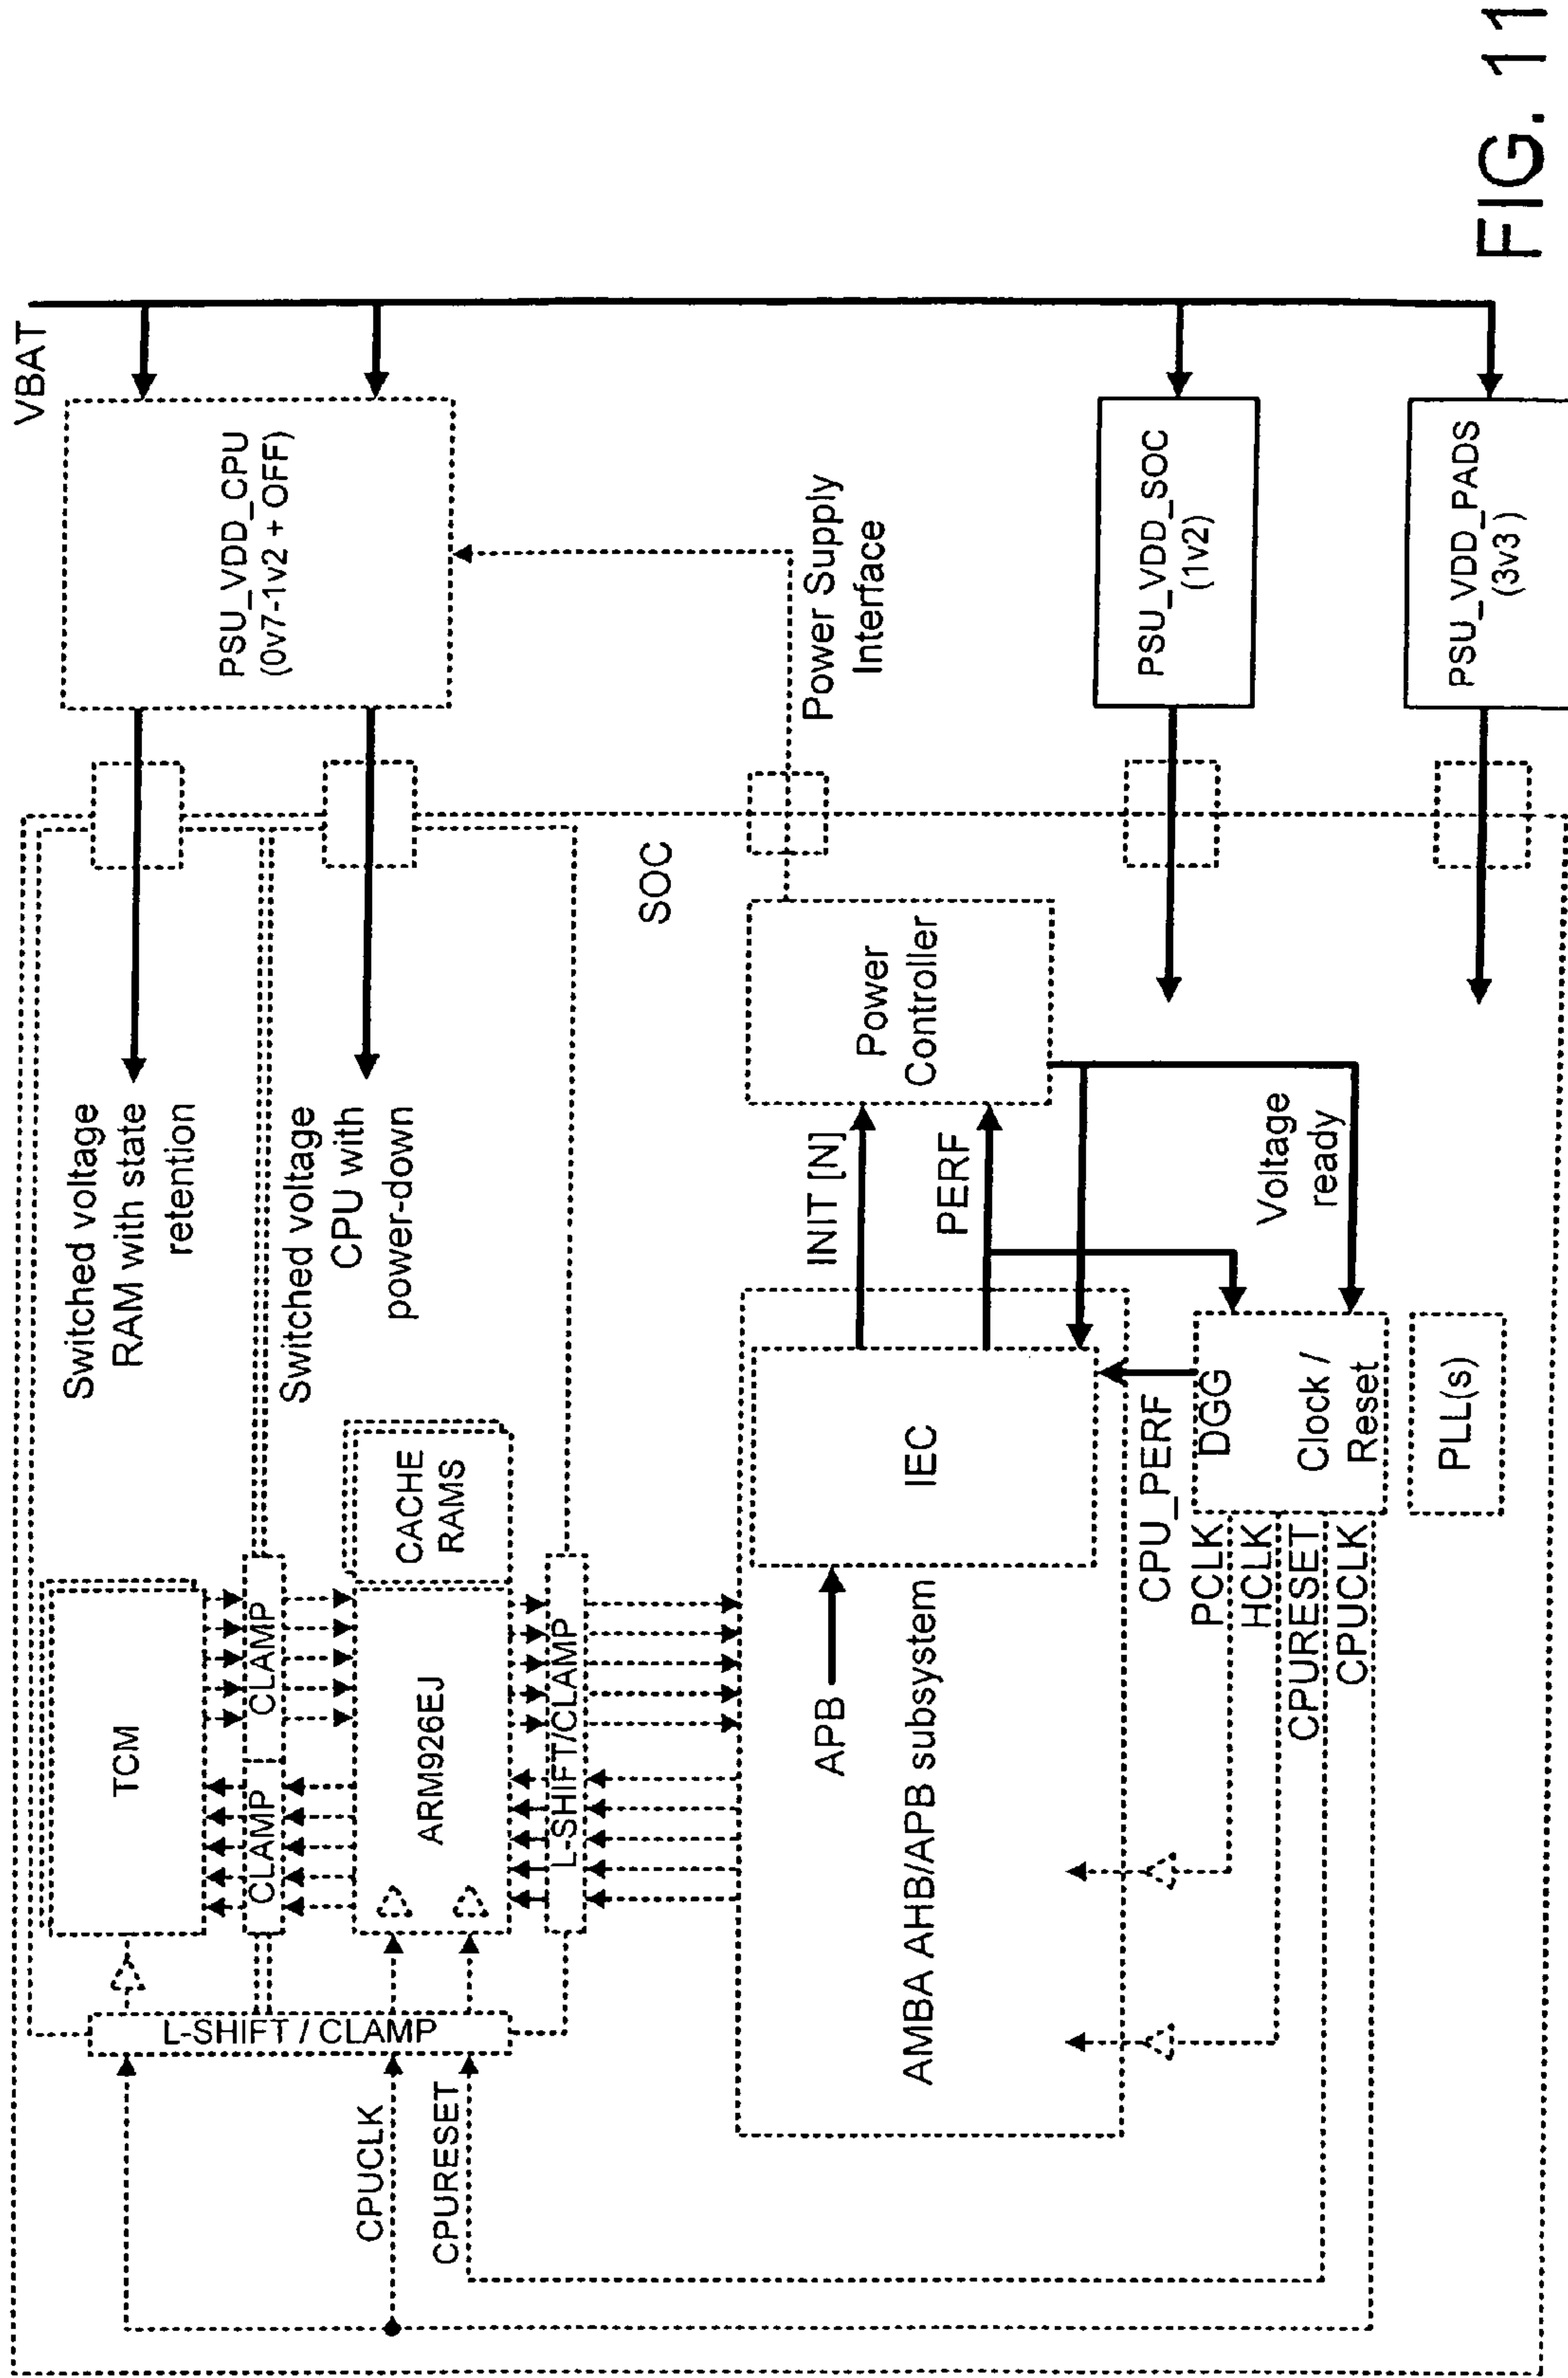 VBAT
PSU_VDD_CPU
(0v7-1v2 + OFF)
Switched voltage
RAM with state
retention
Switched voltage
CPU with
power-down
TCM
CLAMP
CLAMP
L-SHIFT / CLAMP
ARM926EJ
CACHE
RAMS
L-SHIFT/CLAMP
CPUCLK
CPURESET
SOC
Power Supply
Interface
Power
Controller
INIT [N]
PERF
Voltage
ready
IEC
APB
AMBA AHB/APB subsystem
CPU_PERF
PCLK
HCLK
CPURESET
CPUCLK
DGG
Clock /
Reset
PLL(s)
PSU_VDD_SOC
(1v2)
PSU_VDD_PADS
(3v3)
FIG. 11